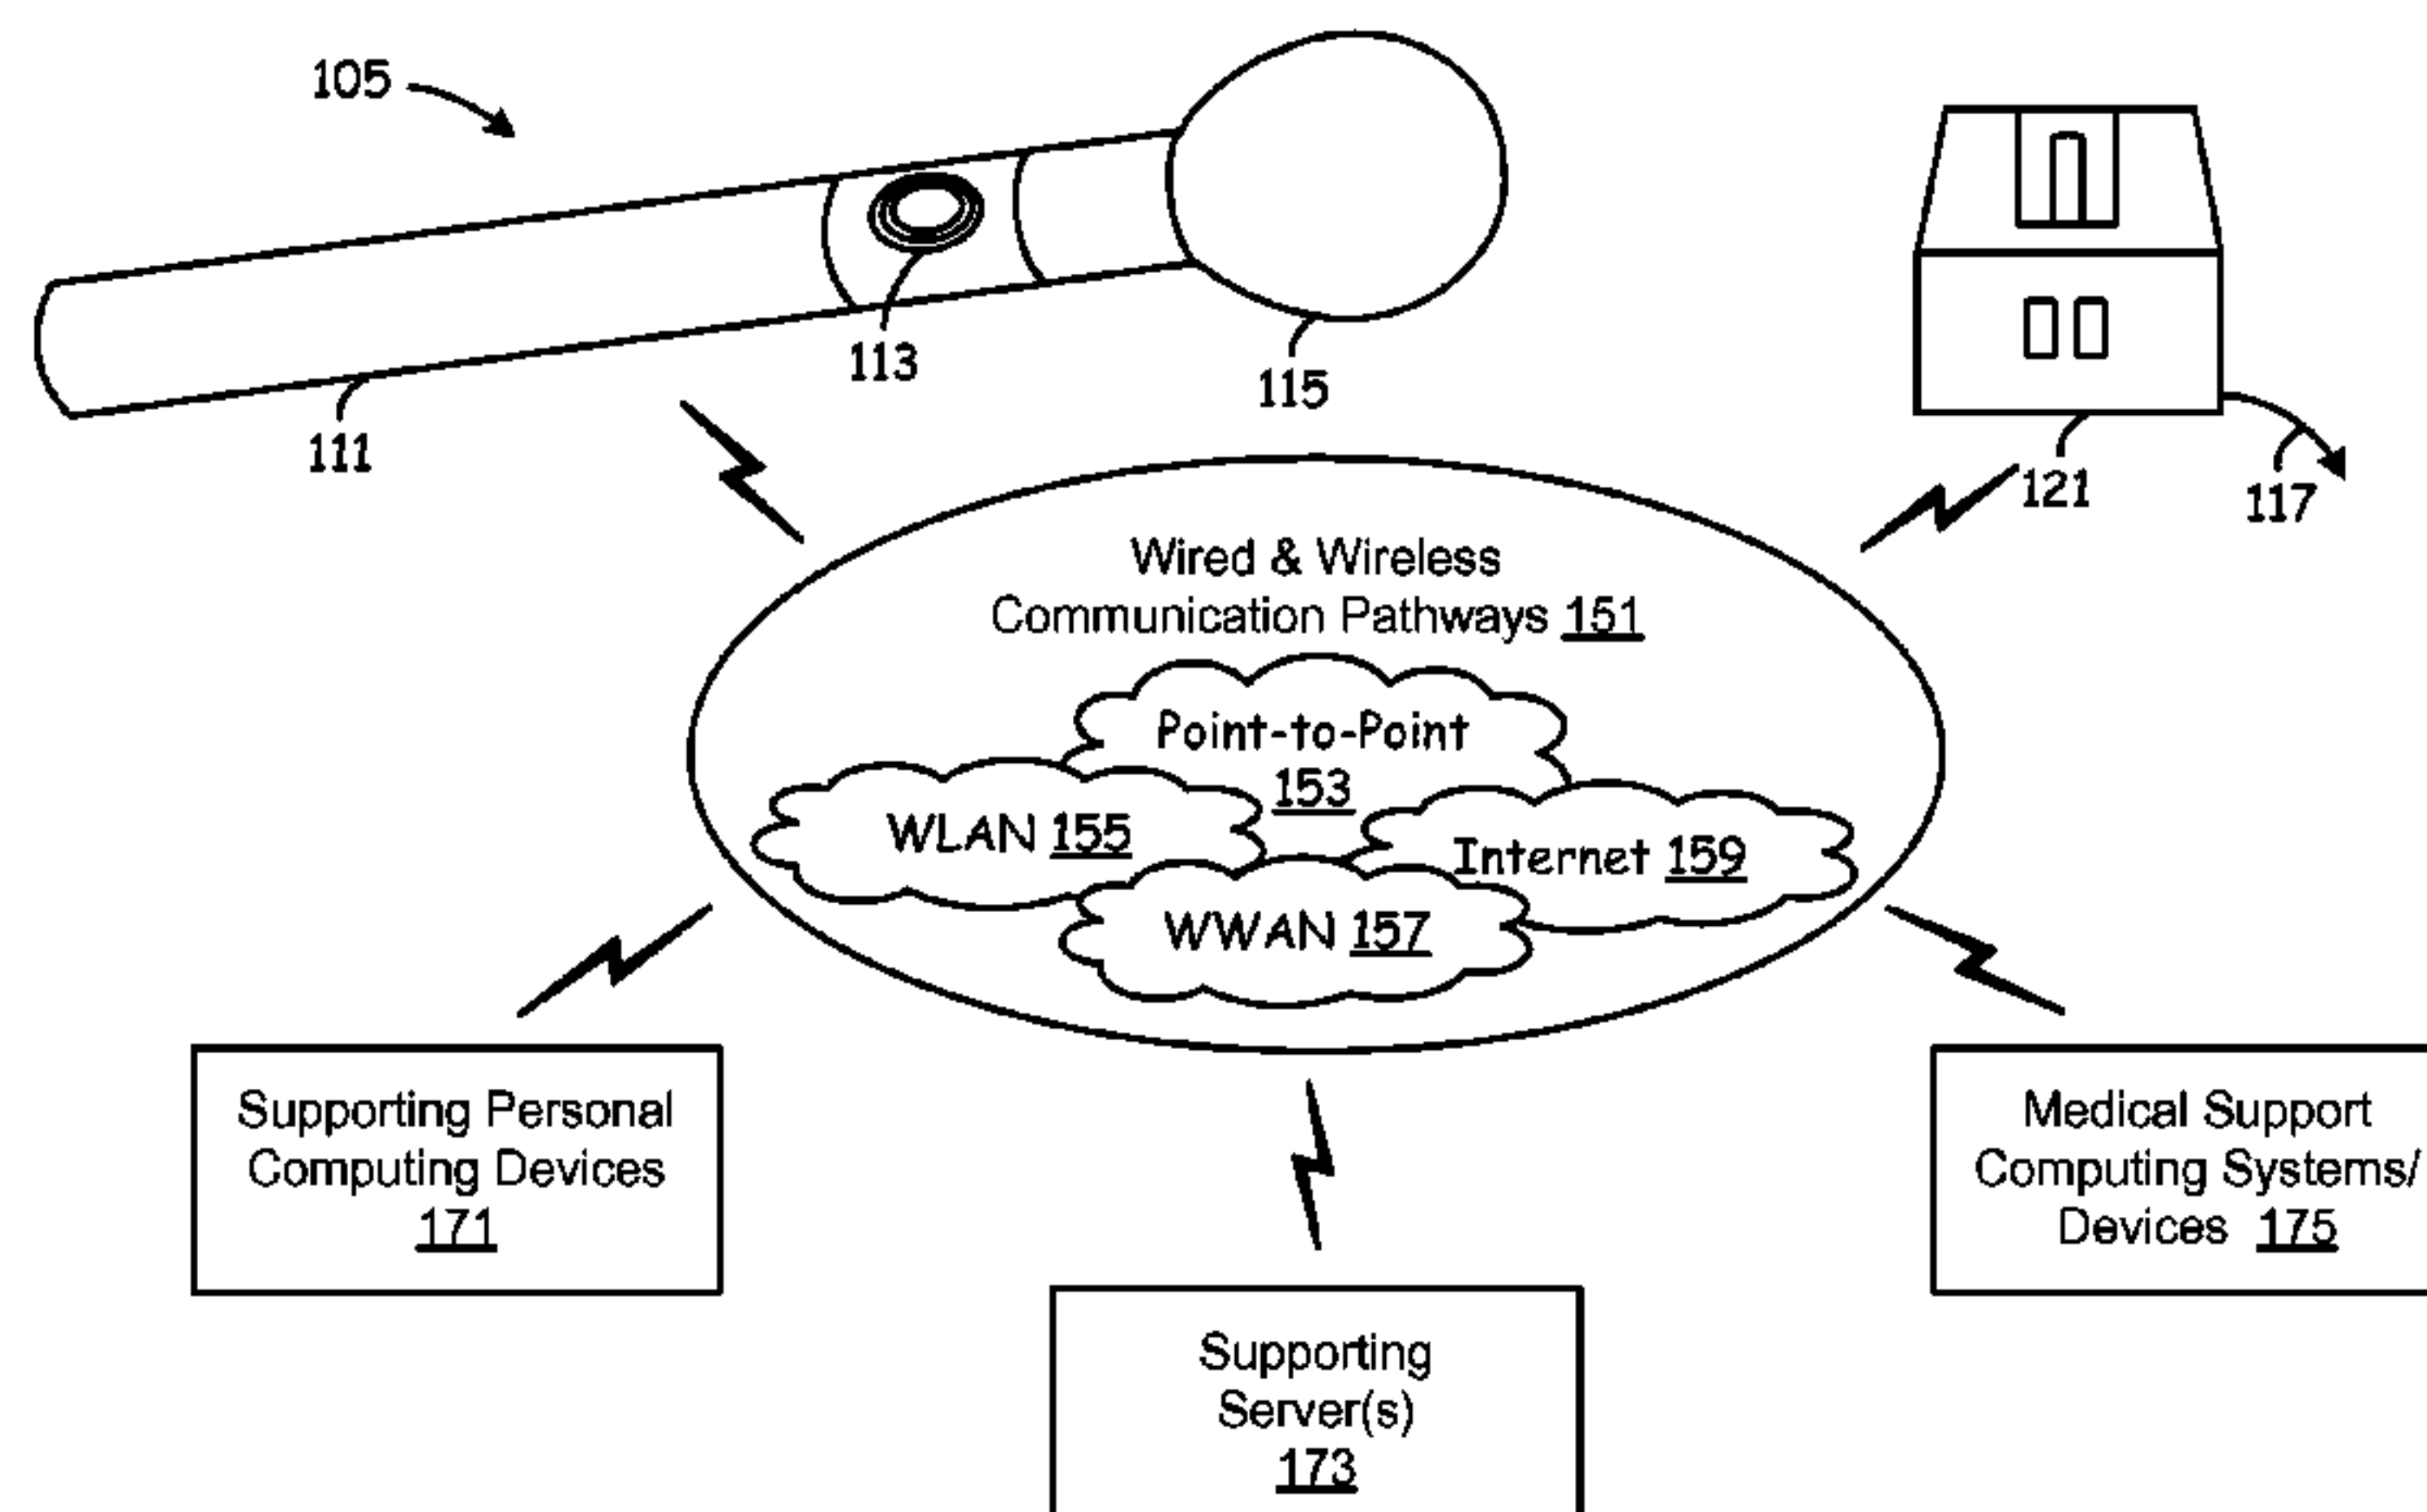 105
113
115
111
121
117
Wired & Wireless
Communication Pathways 151
Point-to-Point
153
WLAN 155
Internet 159
WWAN 157
Supporting Personal
Computing Devices
171
Medical Support
Computing Systems/
Devices 175
Supporting
Server(s)
173